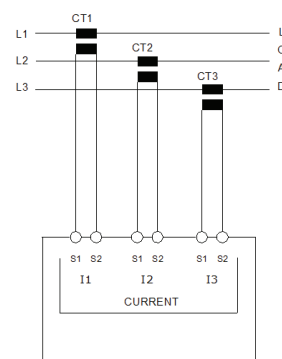 CT1
L1
L
CT2
L2
O
A
CT3
L3
D
S1 S2 S1 S2 S1 S2
I1 I2 I3
CURRENT